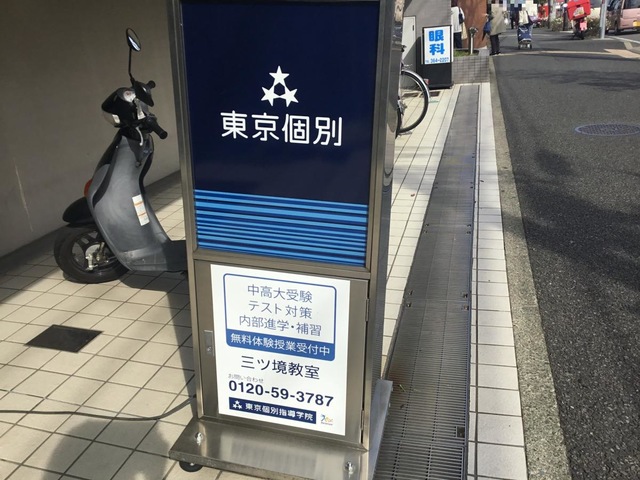 東京個別
中高大受験
テスト対策
内部進学・補習
無料体験授業受付中
三ツ境教室
お問い合わせ
0120-59-3787
東京個別指導学院
眼科
364-2227